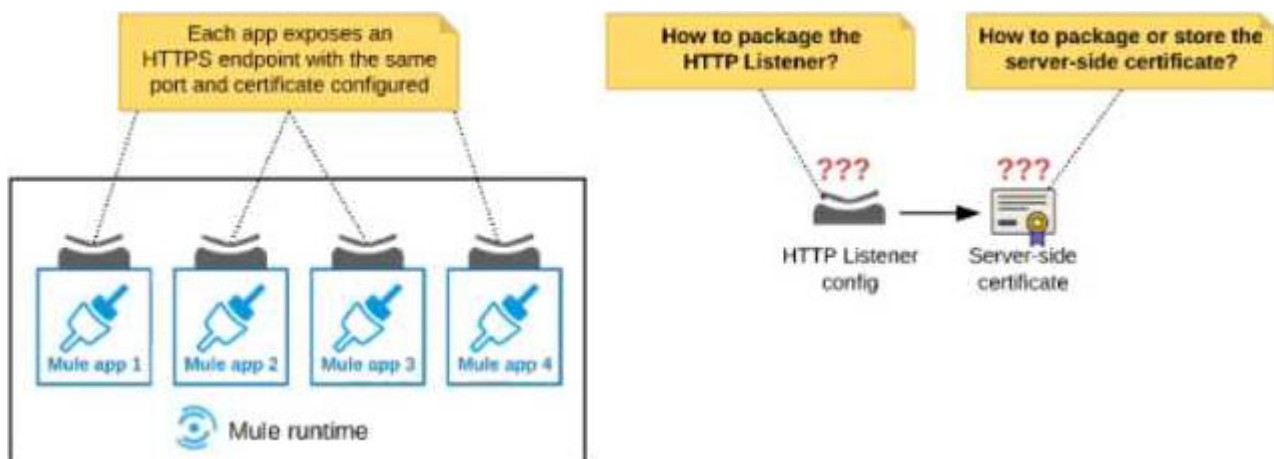 Each app exposes an
HTTPS endpoint with the same
port and certificate configured
How to package the
HTTP Listener?
How to package or store the
server-side certificate?
???
???
HTTP Listener
config
Server-side
certificate
Mule app 1
Mule app 2
Mule app 3
Mule app 4
Mule runtime